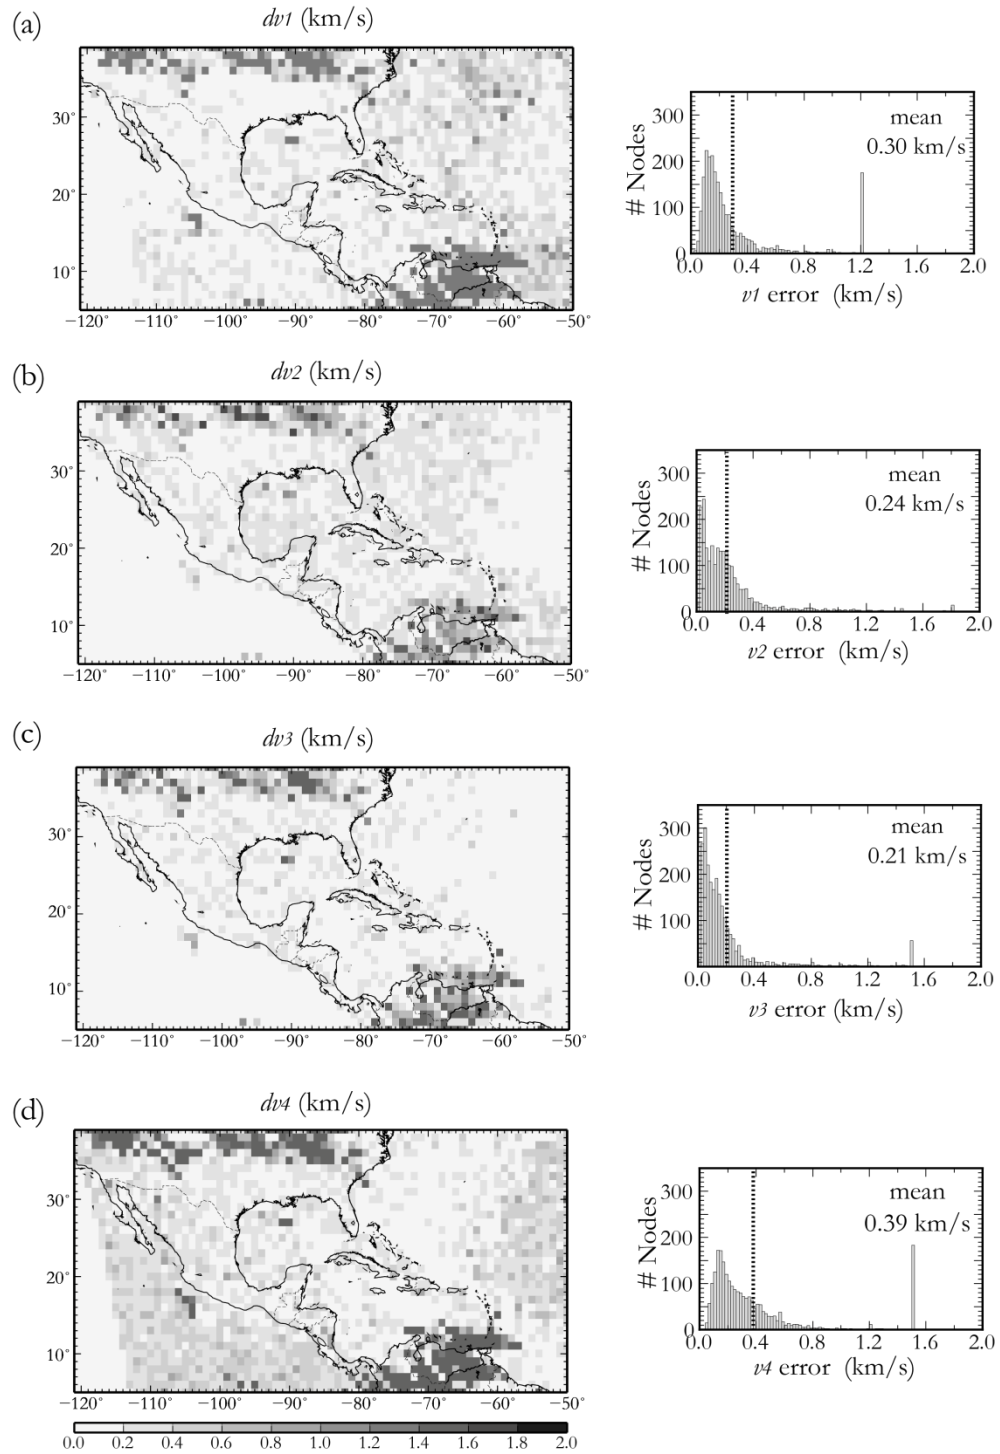 (a)
dv1 (km/s)
30°
20°
10°
−120° −110° −100° −90° −80° −70° −60° −50°
# Nodes
300
200
100
0
mean
0.30 km/s
0.0 0.4 0.8 1.2 1.6 2.0
v1 error (km/s)
(b)
dv2 (km/s)
30°
20°
10°
−120° −110° −100° −90° −80° −70° −60° −50°
# Nodes
300
200
100
0
mean
0.24 km/s
0.0 0.4 0.8 1.2 1.6 2.0
v2 error (km/s)
(c)
dv3 (km/s)
30°
20°
10°
−120° −110° −100° −90° −80° −70° −60° −50°
# Nodes
300
200
100
mean
0.21 km/s
0.0 0.4 0.8 1.2 1.6 2.0
v3 error (km/s)
(d)
dv4 (km/s)
30°
20°
10°
−120° −110° −100° −90° −80° −70° −60° −50°
0.0 0.2 0.4 0.6 0.8 1.0 1.2 1.4 1.6 1.8 2.0
# Nodes
300
200
100
0
mean
0.39 km/s
0.0 0.4 0.8 1.2 1.6 2.0
v4 error (km/s)